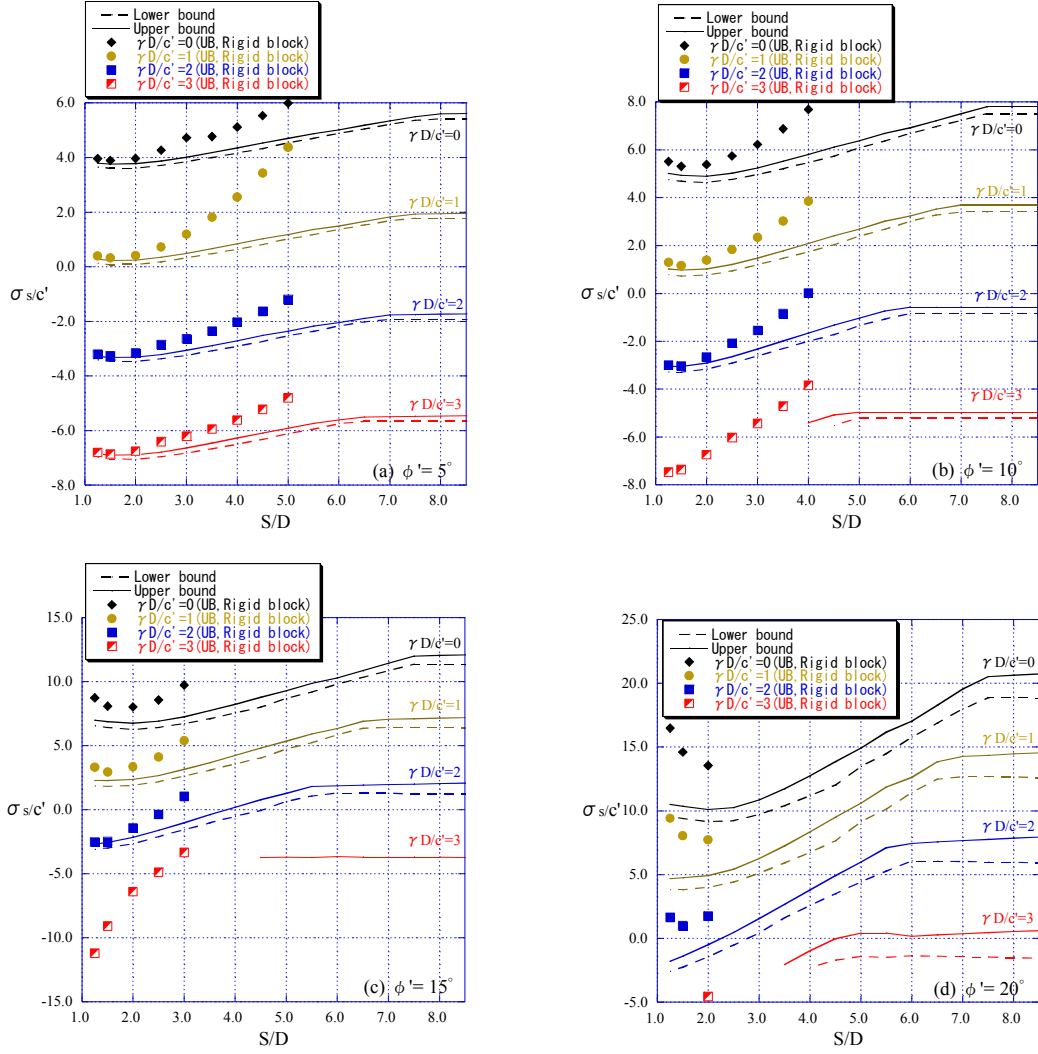 Lower bound
Upper bound
γD/c'=0(UB,Rigid block)
γD/c'=1(UB,Rigid block)
γD/c'=2(UB,Rigid block)
γD/c'=3(UB,Rigid block)
6.0
4.0
2.0
0.0
-2.0
-4.0
-6.0
-8.0
σs/c'
γD/c'=0
γD/c'=1
γD/c'=2
γD/c'=3
(a) φ'= 5°
1.0 2.0 3.0 4.0 5.0 6.0 7.0 8.0
S/D
Lower bound
Upper bound
γD/c'=0(UB,Rigid block)
γD/c'=1(UB,Rigid block)
γD/c'=2(UB,Rigid block)
γD/c'=3(UB,Rigid block)
8.0
6.0
4.0
2.0
0.0
-2.0
-4.0
-6.0
-8.0
σs/c'
γD/c'=0
γD/c'=1
γD/c'=2
γD/c'=3
(b) φ'= 10°
1.0 2.0 3.0 4.0 5.0 6.0 7.0 8.0
S/D
Lower bound
Upper bound
γD/c'=0(UB,Rigid block)
γD/c'=1(UB,Rigid block)
γD/c'=2(UB,Rigid block)
γD/c'=3(UB,Rigid block)
15.0
10.0
5.0
0.0
-5.0
-10.0
-15.0
σs/c'
γD/c'=0
γD/c'=1
γD/c'=2
γD/c'=3
(c) φ'= 15°
1.0 2.0 3.0 4.0 5.0 6.0 7.0 8.0
S/D
Lower bound
Upper bound
γD/c'=0(UB,Rigid block)
γD/c'=1(UB,Rigid block)
γD/c'=2(UB,Rigid block)
γD/c'=3(UB,Rigid block)
25.0
20.0
15.0
10.0
5.0
0.0
-5.0
σs/c'
γD/c'=0
γD/c'=1
γD/c'=2
γD/c'=3
(d) φ'= 20°
1.0 2.0 3.0 4.0 5.0 6.0 7.0 8.0
S/D